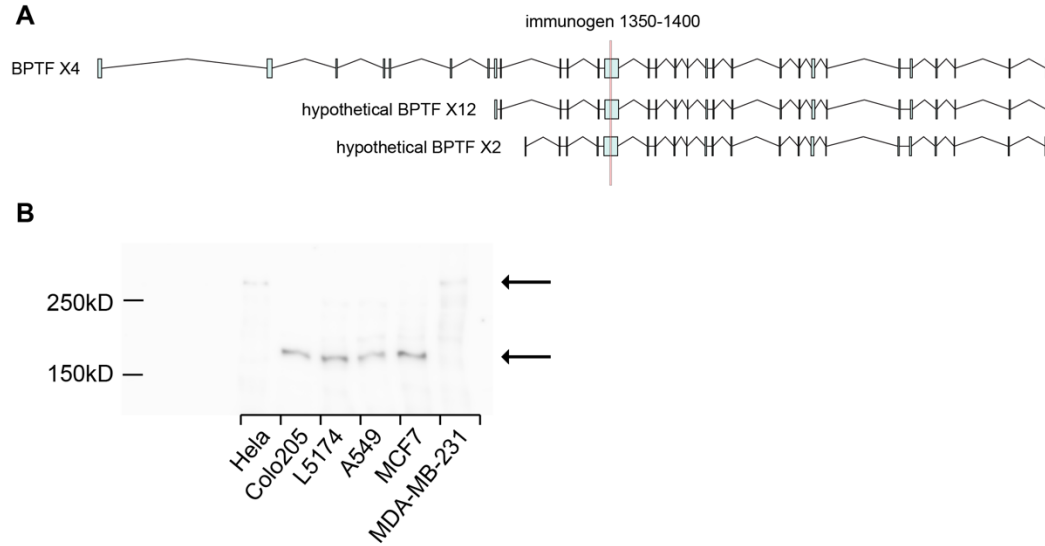 A
immunogen 1350-1400
BPTF X4
hypothetical BPTF X12
hypothetical BPTF X2
B
250kD
150kD
Hela
Colo205
L5174
A549
MCF7
MDA-MB-231